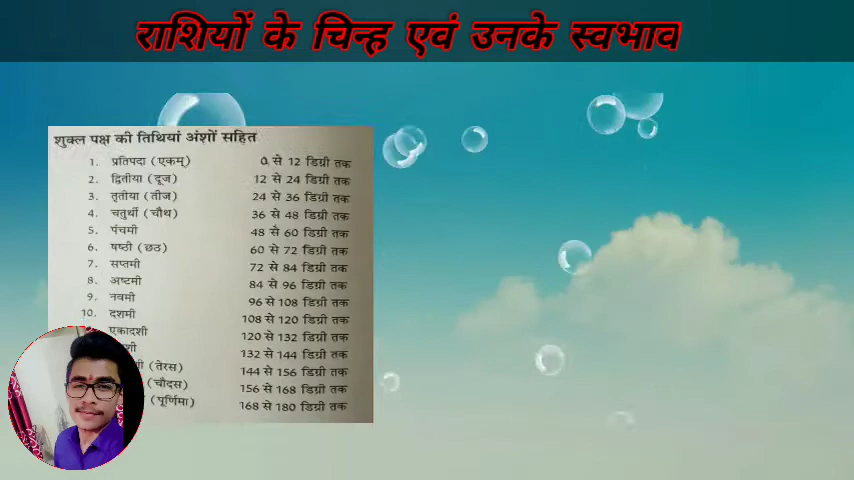 राशियों के चिन्ह एवं उनके स्वभाव
शुक्ल पक्ष की तिथियां अंशों सहित
1. प्रतिपदा (एकम्) 0 से 12 डिग्री तक
2. द्वितीया (दूज) 12 से 24 डिग्री तक
3. तृतीया (तीज) 24 से 36 डिग्री तक
4. चतुर्थी (चौथ) 36 से 48 डिग्री तक
5. पंचमी 48 से 60 डिग्री तक
6. षष्ठी (छठ) 60 से 72 डिग्री तक
7. सप्तमी 72 से 84 डिग्री तक
8. अष्टमी 84 से 96 डिग्री तक
9. नवमी 96 से 108 डिग्री तक
10. दशमी 108 से 120 डिग्री तक
एकादशी 120 से 132 डिग्री तक
132 से 144 डिग्री तक
(तेरस) 144 से 156 डिग्री तक
(चौदस) 156 से 168 डिग्री तक
(पूर्णिमा) 168 से 180 डिग्री तक